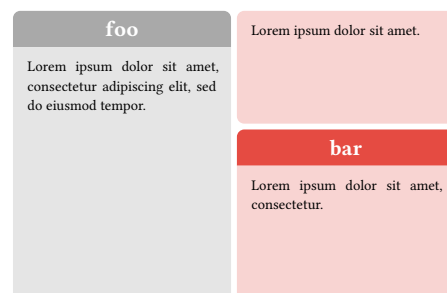 foo
Lorem ipsum dolor sit amet,
consectetur adipiscing elit, sed
do eiusmod tempor.
Lorem ipsum dolor sit amet.
bar
Lorem ipsum dolor sit amet,
consectetur.